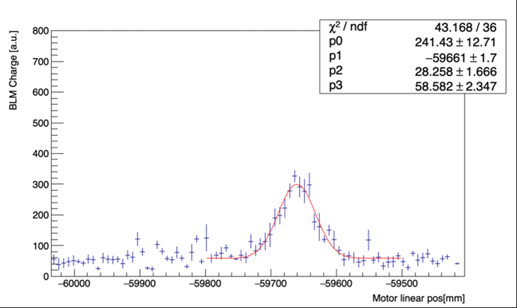 χ² / ndf 43.168 / 36
p0 241.43 ± 12.71
p1 −59661 ± 1.7
p2 28.258 ± 1.666
p3 58.582 ± 2.347
BLM Charge [a.u.]
800
700
600
500
400
300
200
100
0
−60000 −59900 −59800 −59700 −59600 −59500
Motor linear pos[mm]